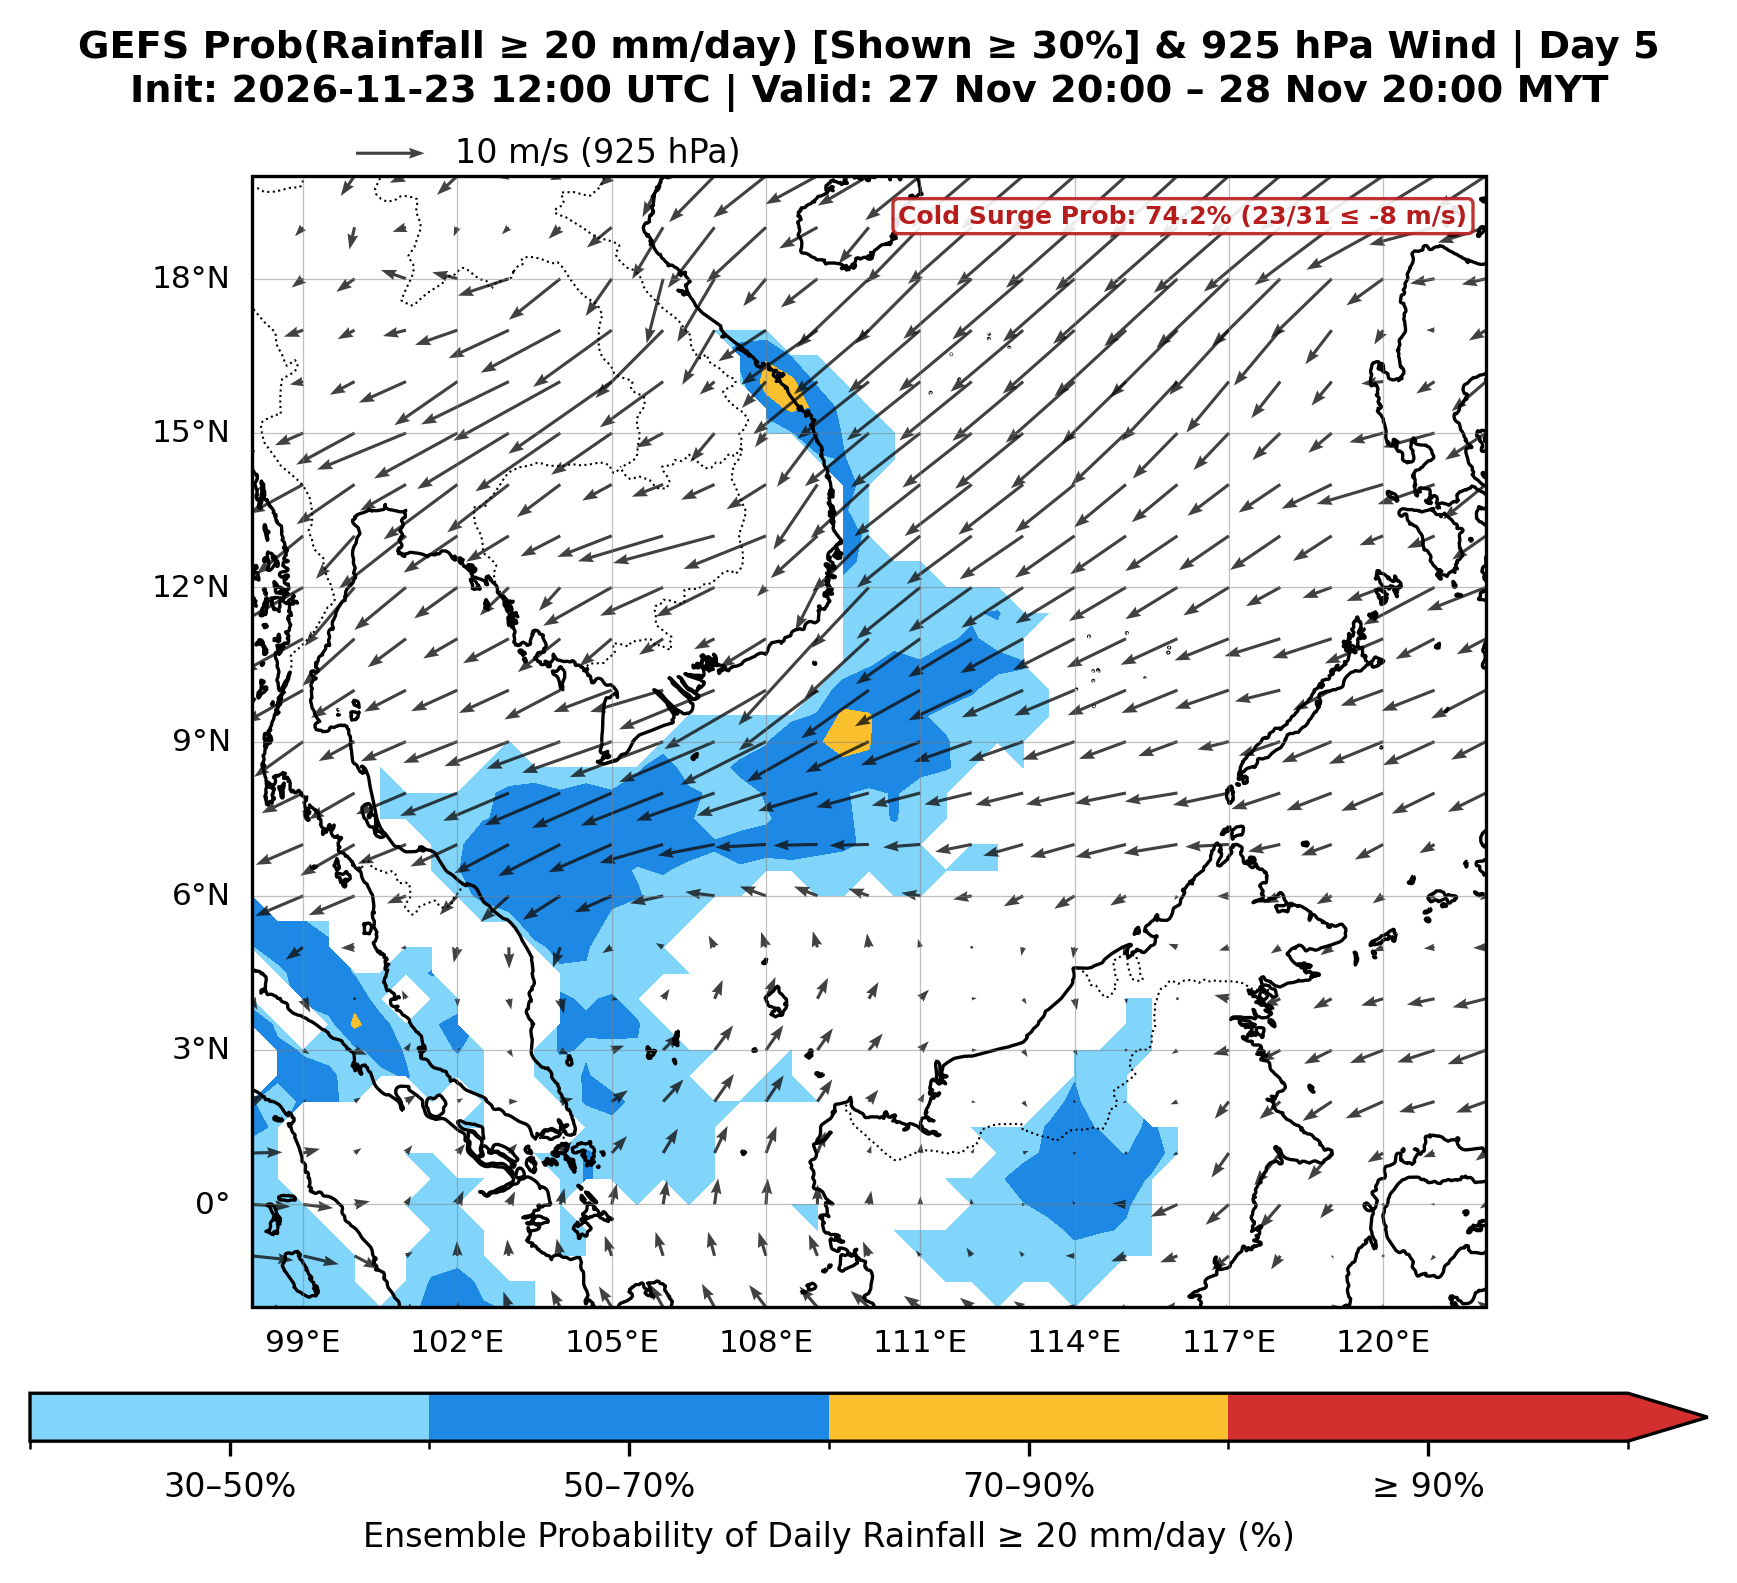 GEFS Prob(Rainfall ≥ 20 mm/day) [Shown ≥ 30%] & 925 hPa Wind | Day 5
Init: 2026-11-23 12:00 UTC | Valid: 27 Nov 20:00 – 28 Nov 20:00 MYT
10 m/s (925 hPa)
Cold Surge Prob: 74.2% (23/31 ≤ -8 m/s)
18°N
15°N
12°N
9°N
6°N
3°N
0°
99°E 102°E 105°E 108°E 111°E 114°E 117°E 120°E
30–50% 50–70% 70–90% ≥ 90%
Ensemble Probability of Daily Rainfall ≥ 20 mm/day (%)